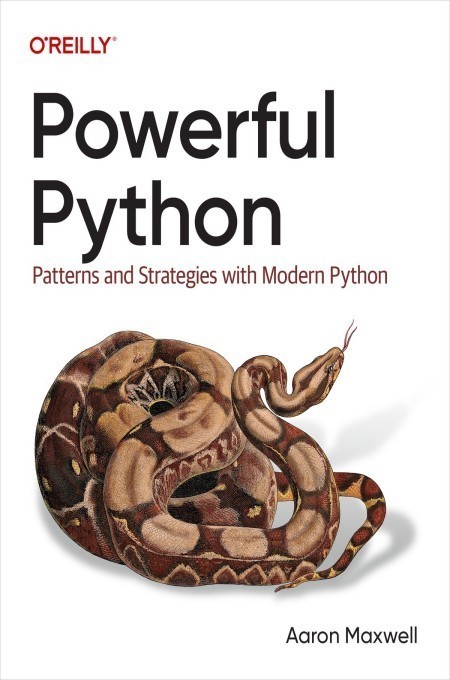 O'REILLY®
Powerful
Python
Patterns and Strategies with Modern Python
Aaron Maxwell